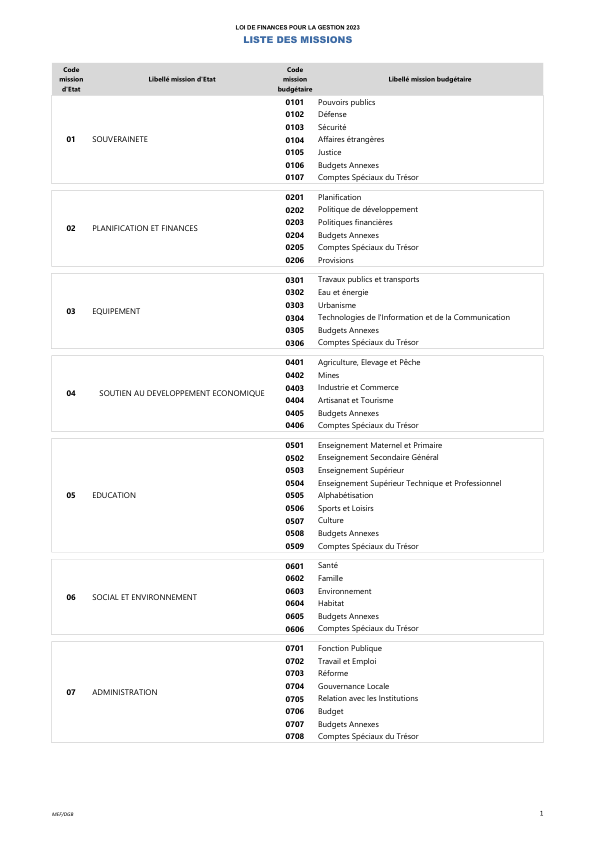 LOI DE FINANCES POUR LA GESTION 2023
LISTE DES MISSIONS
Code mission d'Etat Libellé mission d'Etat Code mission budgétaire Libellé mission budgétaire
01 SOUVERAINETE
0101 Pouvoirs publics
0102 Défense
0103 Sécurité
0104 Affaires étrangères
0105 Justice
0106 Budgets Annexes
0107 Comptes Spéciaux du Trésor
02 PLANIFICATION ET FINANCES
0201 Planification
0202 Politique de développement
0203 Politiques financières
0204 Budgets Annexes
0205 Comptes Spéciaux du Trésor
0206 Provisions
03 EQUIPEMENT
0301 Travaux publics et transports
0302 Eau et énergie
0303 Urbanisme
0304 Technologies de l'Information et de la Communication
0305 Budgets Annexes
0306 Comptes Spéciaux du Trésor
04 SOUTIEN AU DEVELOPPEMENT ECONOMIQUE
0401 Agriculture, Elevage et Pêche
0402 Mines
0403 Industrie et Commerce
0404 Artisanat et Tourisme
0405 Budgets Annexes
0406 Comptes Spéciaux du Trésor
05 EDUCATION
0501 Enseignement Maternel et Primaire
0502 Enseignement Secondaire Général
0503 Enseignement Supérieur
0504 Enseignement Supérieur Technique et Professionnel
0505 Alphabétisation
0506 Sports et Loisirs
0507 Culture
0508 Budgets Annexes
0509 Comptes Spéciaux du Trésor
06 SOCIAL ET ENVIRONNEMENT
0601 Santé
0602 Famille
0603 Environnement
0604 Habitat
0605 Budgets Annexes
0606 Comptes Spéciaux du Trésor
07 ADMINISTRATION
0701 Fonction Publique
0702 Travail et Emploi
0703 Réforme
0704 Gouvernance Locale
0705 Relation avec les Institutions
0706 Budget
0707 Budgets Annexes
0708 Comptes Spéciaux du Trésor
MEF/DGB 1